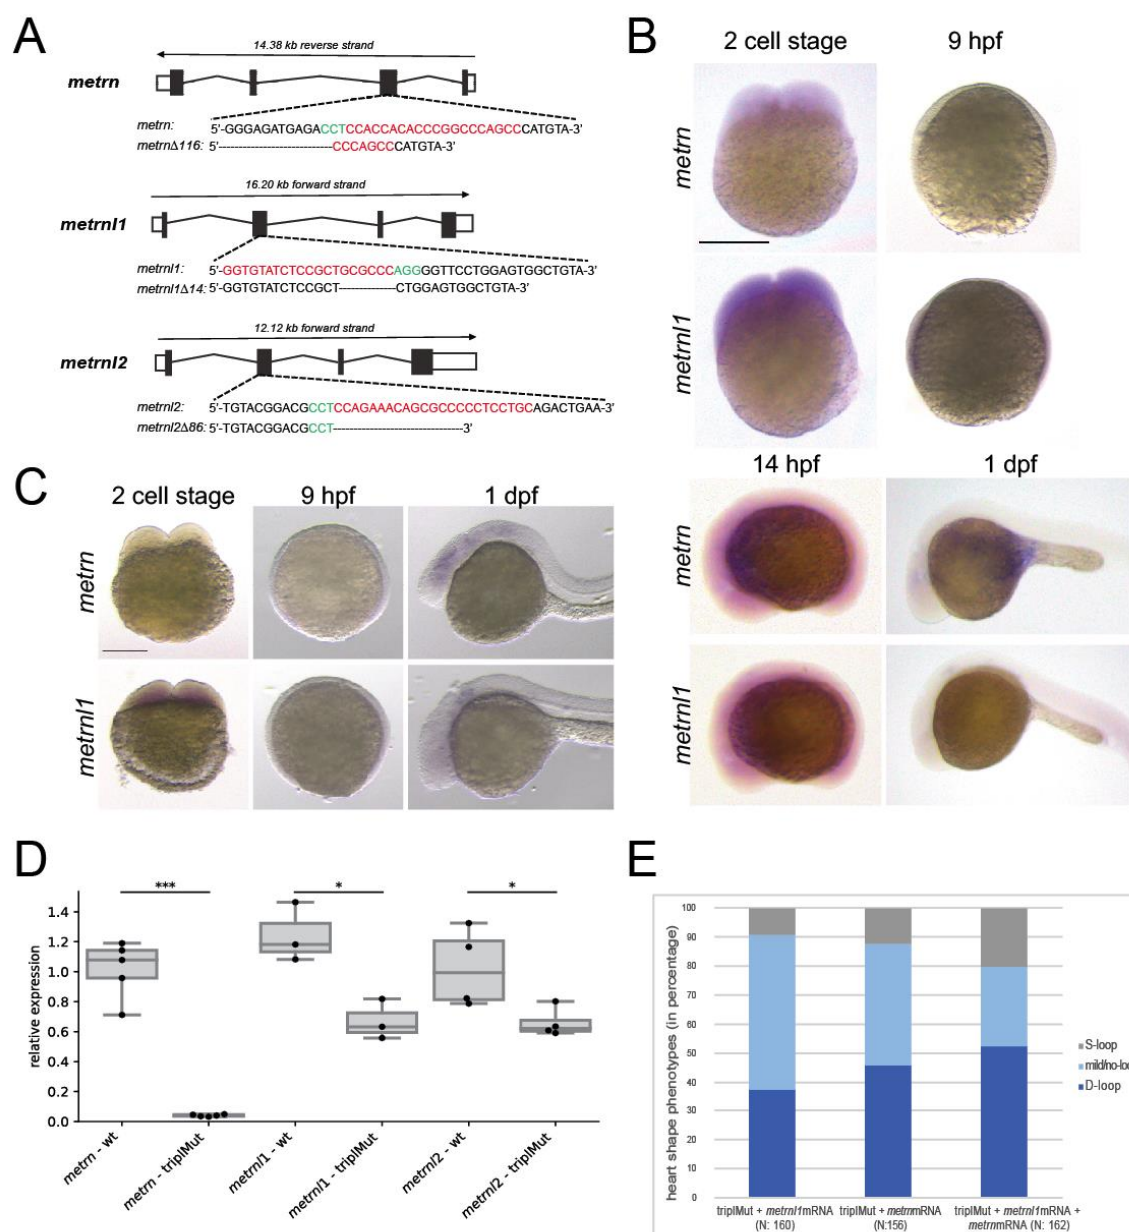 A
14.38 kb reverse strand
metrn
metrn: 5'-GGGAGATGAGACCTCCACCACACCCGGCCCAGCCCATGTA-3'
metrnΔ116: 5'------------------------------CCCAGCCCATGTA-3'
16.20 kb forward strand
metrnl1
metrnl1: 5'-GGTGTATCTCCGCTGCGCCCAGGGGTTCCTGGAGTGGCTGTA-3'
metrnl1Δ14: 5'-GGTGTATCTCCGCT--------------CTGGAGTGGCTGTA-3'
12.12 kb forward strand
metrnl2
metrnl2: 5'-TGTACGGACGCCTCCAGAAACAGCGCCCCCTCCTGCAGACTGAA-3'
metrnl2Δ86: 5'-TGTACGGACGCCT-------------------------------3'
B
2 cell stage
9 hpf
metrn
metrnl1
14 hpf
1 dpf
metrn
metrnl1
C
2 cell stage
9 hpf
1 dpf
metrn
metrnl1
D
***
*
*
relative expression
1.4
1.2
1.0
0.8
0.6
0.4
0.2
0.0
metrn - wt
metrn - triplMut
metrnl1 - wt
metrnl1 - triplMut
metrnl2 - wt
metrnl2 - triplMut
E
heart shape phenotypes (in percentage)
100
90
80
70
60
50
40
30
20
10
0
S-loop
mild/no-loo
D-loop
triplMut + metrnl1mRNA
(N: 160)
triplMut + metrnmRNA
(N:156)
triplMut + metrnl1mRNA +
metrnmRNA (N: 162)